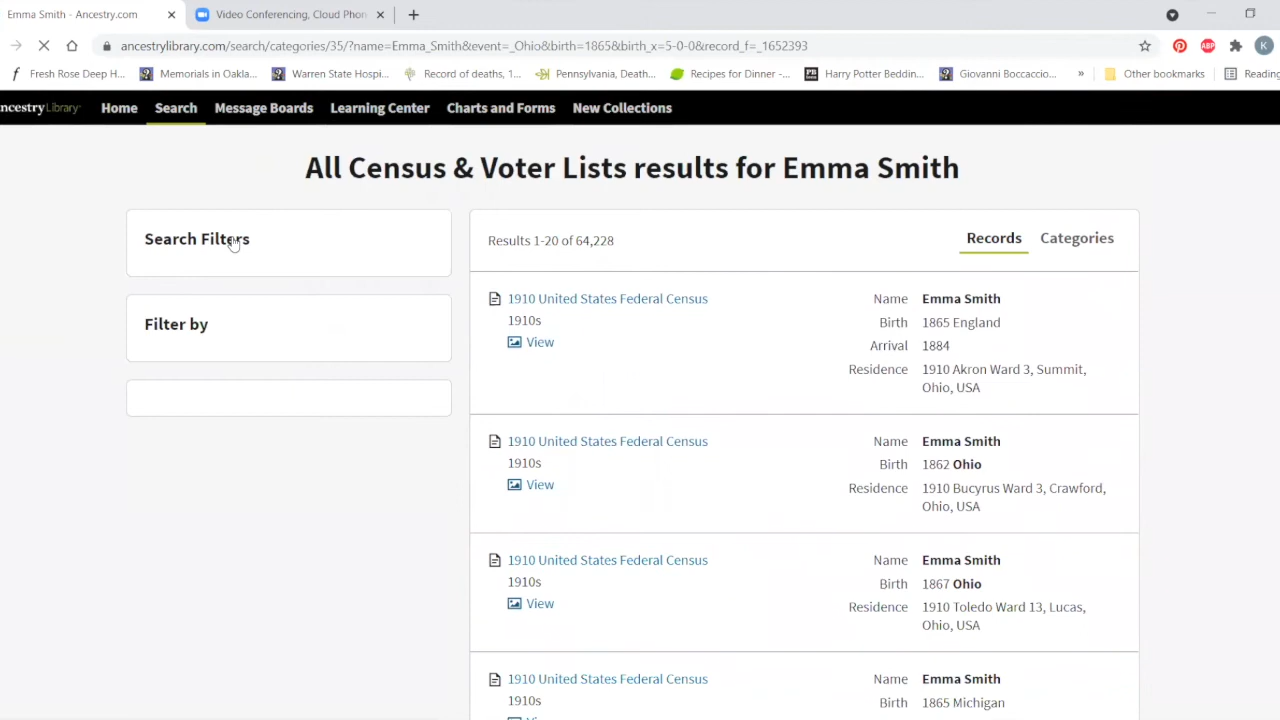 Emma Smith - Ancestry.com
Video Conferencing, Cloud Phon
ancestrylibrary.com/search/categories/35/?name=Emma_Smith&event=_Ohio&birth=1865&birth_x=5-0-0&record_f=_1652393
ABP
K
Fresh Rose Deep H...
Memorials in Oakla...
Warren State Hospi...
Record of deaths, 1...
Pennsylvania, Death...
Recipes for Dinner -...
PB teen
Harry Potter Beddin...
Giovanni Boccaccio...
»
Other bookmarks
Reading
ncestryLibrary
Home
Search
Message Boards
Learning Center
Charts and Forms
New Collections
All Census & Voter Lists results for Emma Smith
Search Filters
Filter by
Results 1-20 of 64,228
Records
Categories
1910 United States Federal Census
1910s
View
Name Emma Smith
Birth 1865 England
Arrival 1884
Residence 1910 Akron Ward 3, Summit,
Ohio, USA
1910 United States Federal Census
1910s
View
Name Emma Smith
Birth 1862 Ohio
Residence 1910 Bucyrus Ward 3, Crawford,
Ohio, USA
1910 United States Federal Census
1910s
View
Name Emma Smith
Birth 1867 Ohio
Residence 1910 Toledo Ward 13, Lucas,
Ohio, USA
1910 United States Federal Census
1910s
Name Emma Smith
Birth 1865 Michigan